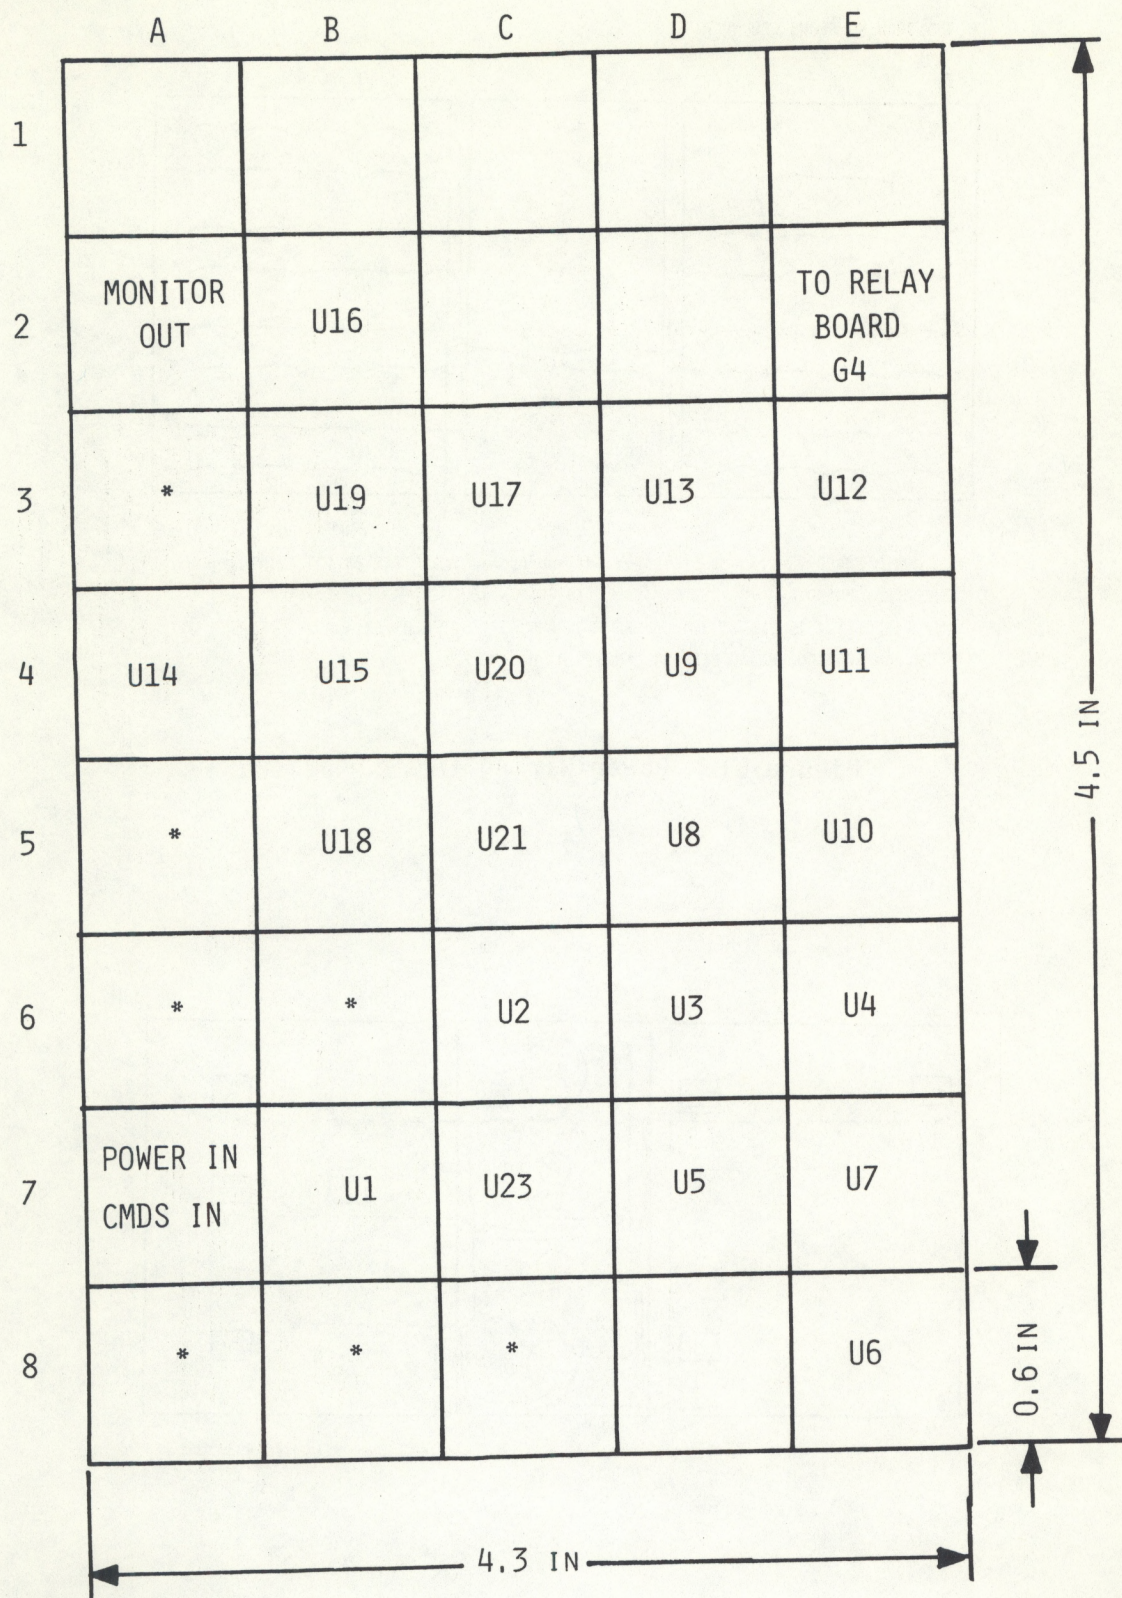 A B C D E
1
2 MONITOR OUT U16 TO RELAY BOARD G4
3 * U19 U17 U13 U12
4 U14 U15 U20 U9 U11
5 * U18 U21 U8 U10
6 * * U2 U3 U4
7 POWER IN CMDS IN U1 U23 U5 U7
8 * * * U6
4.5 IN
0.6 IN
4.3 IN